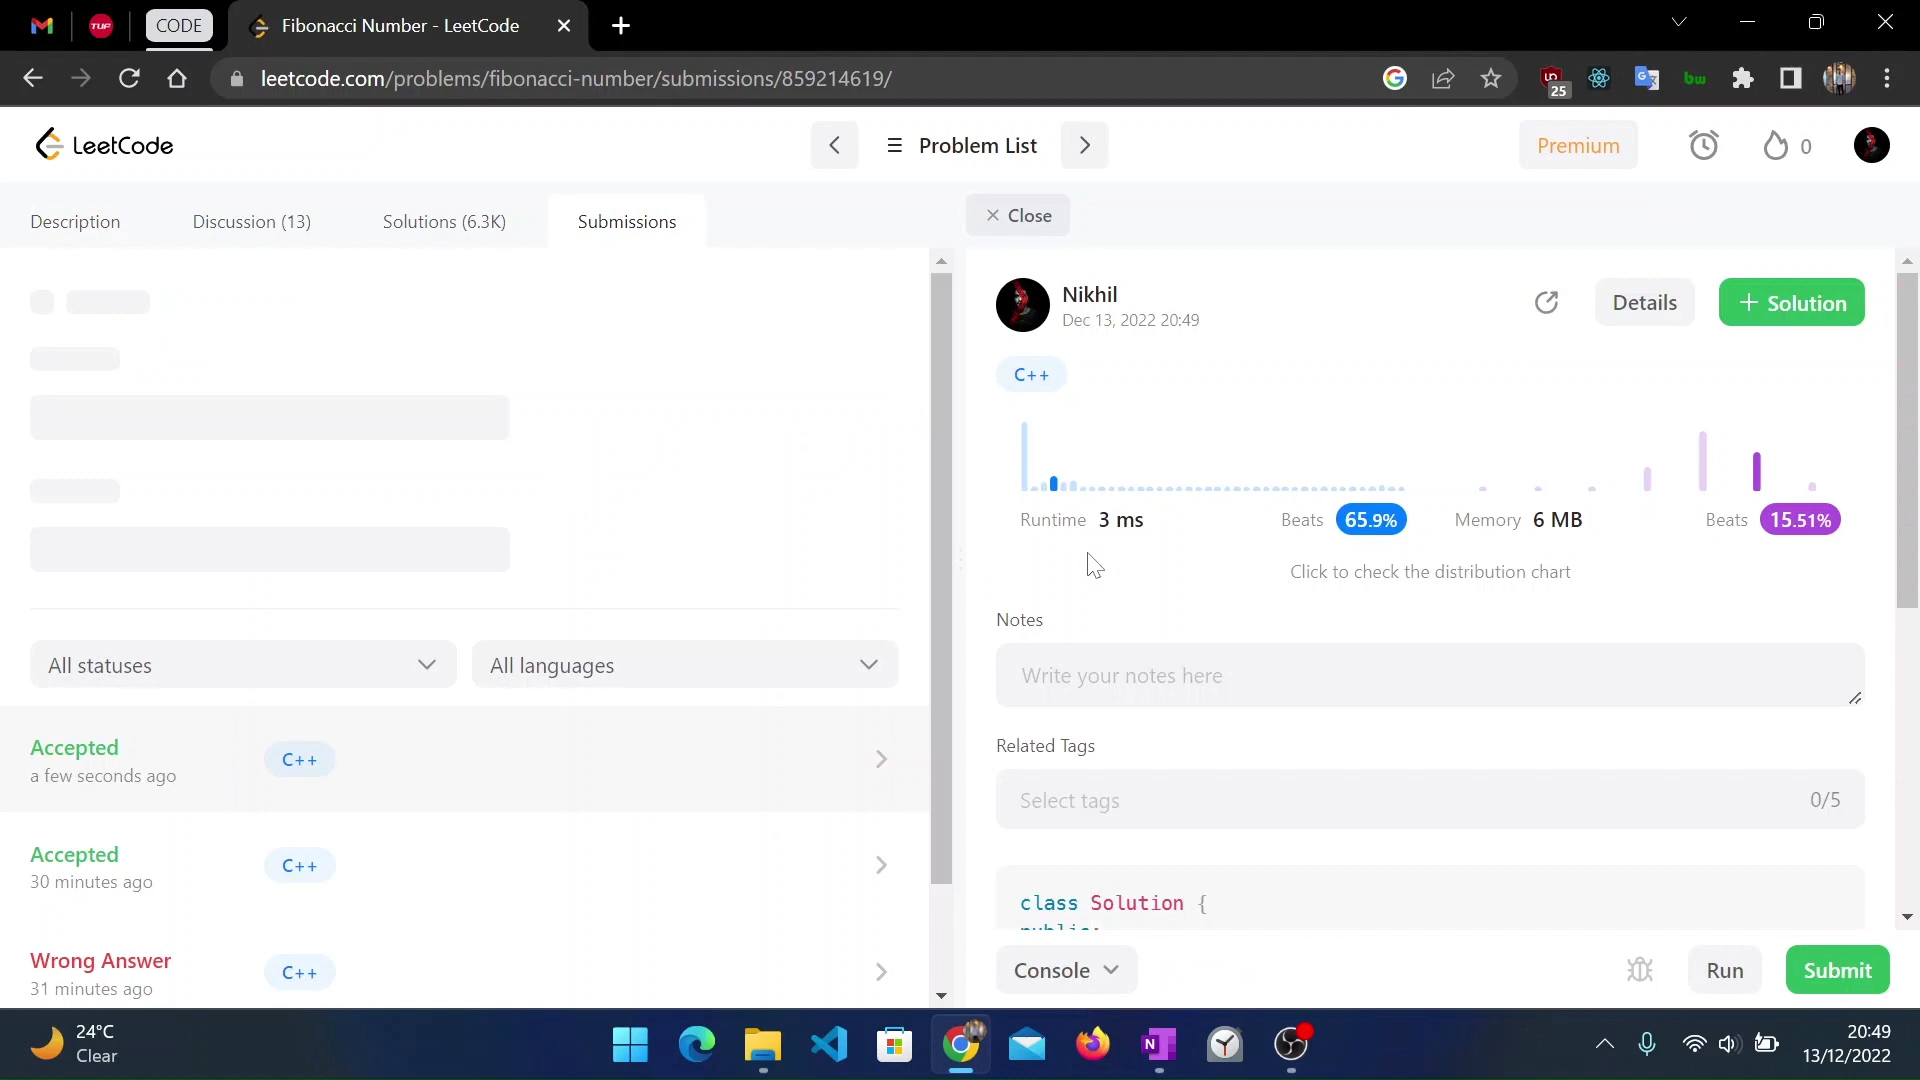 CODE
Fibonacci Number - LeetCode
leetcode.com/problems/fibonacci-number/submissions/859214619/
25
bw
LeetCode
Problem List
Premium
0
Description
Discussion (13)
Solutions (6.3K)
Submissions
All statuses
All languages
Accepted
a few seconds ago
C++
Accepted
30 minutes ago
C++
Wrong Answer
31 minutes ago
C++
Close
Nikhil
Dec 13, 2022 20:49
Details
+ Solution
C++
Runtime 3 ms
Beats 65.9%
Memory 6 MB
Beats 15.51%
Click to check the distribution chart
Notes
Write your notes here
Related Tags
Select tags
0/5
class Solution {
Console
Run
Submit
24°C
Clear
20:49
13/12/2022